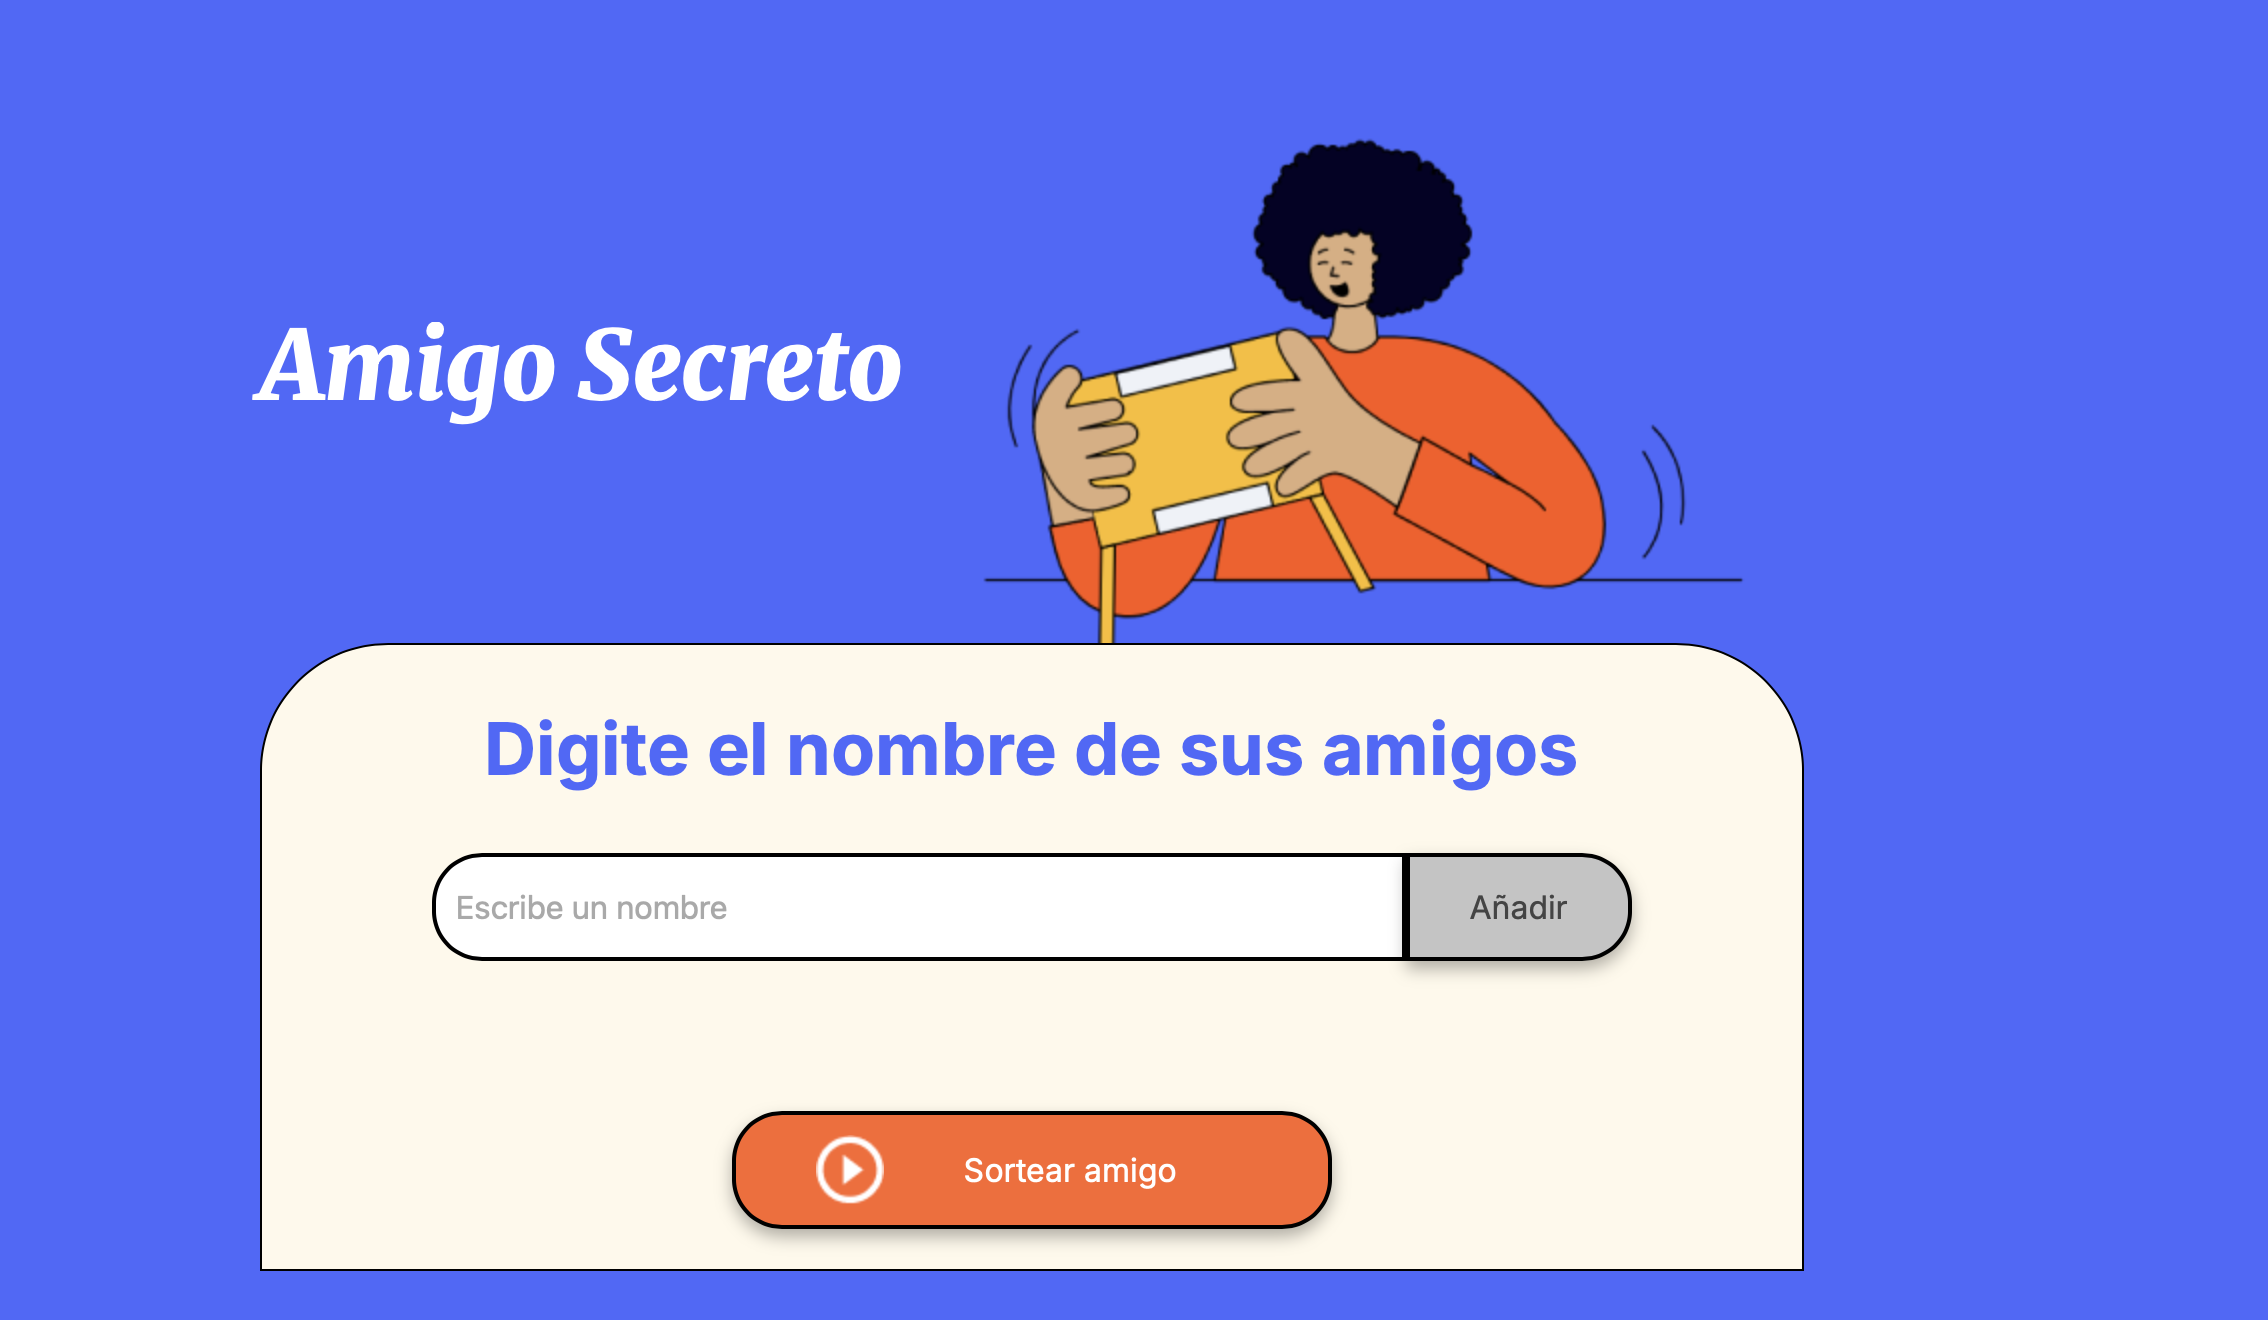 Amigo Secreto
Digite el nombre de sus amigos
Escribe un nombre
Añadir
Sortear amigo